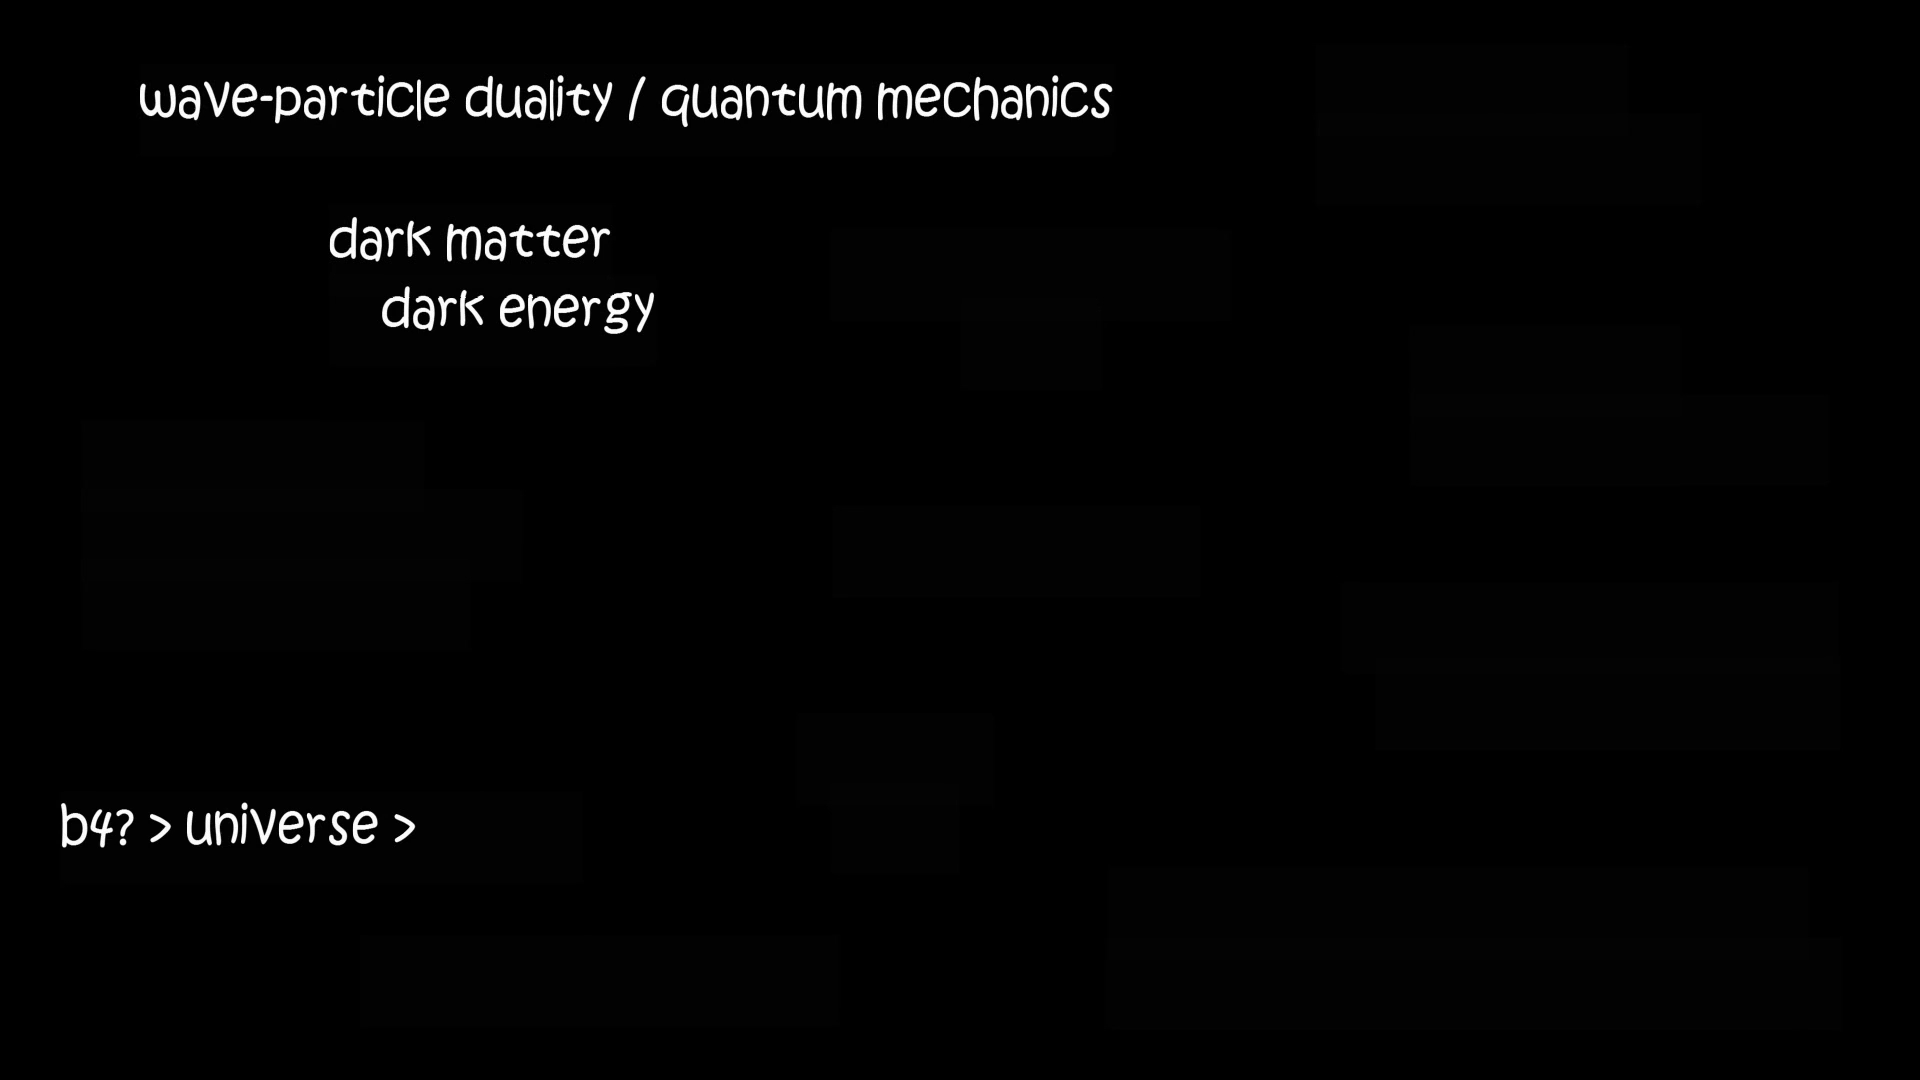 wave-particle duality / quantum mechanics
dark matter
dark energy
b4? > universe >